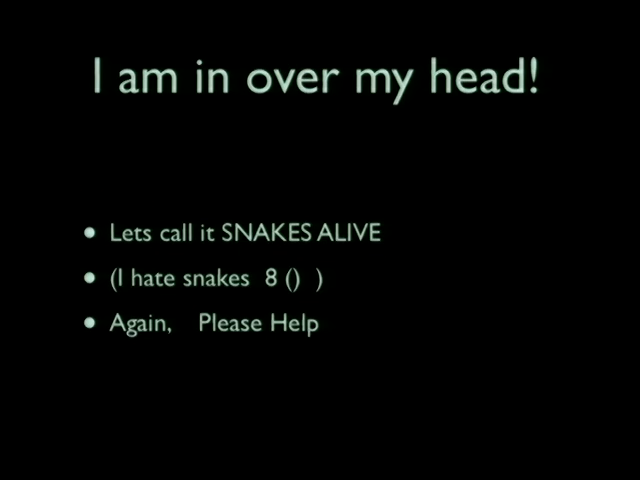 I am in over my head!
• Lets call it SNAKES ALIVE
• (I hate snakes  8 ()  )
• Again,   Please Help